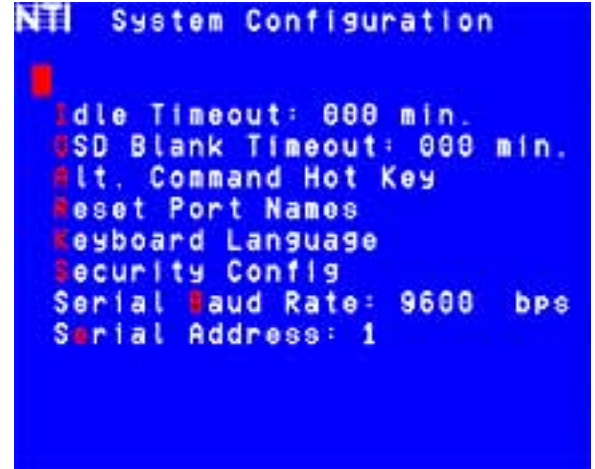 NTI System Configuration
Idle Timeout: 000 min.
OSD Blank Timeout: 000 min.
Alt. Command Hot Key
Reset Port Names
Keyboard Language
Security Config
Serial Baud Rate: 9600 bps
Serial Address: 1